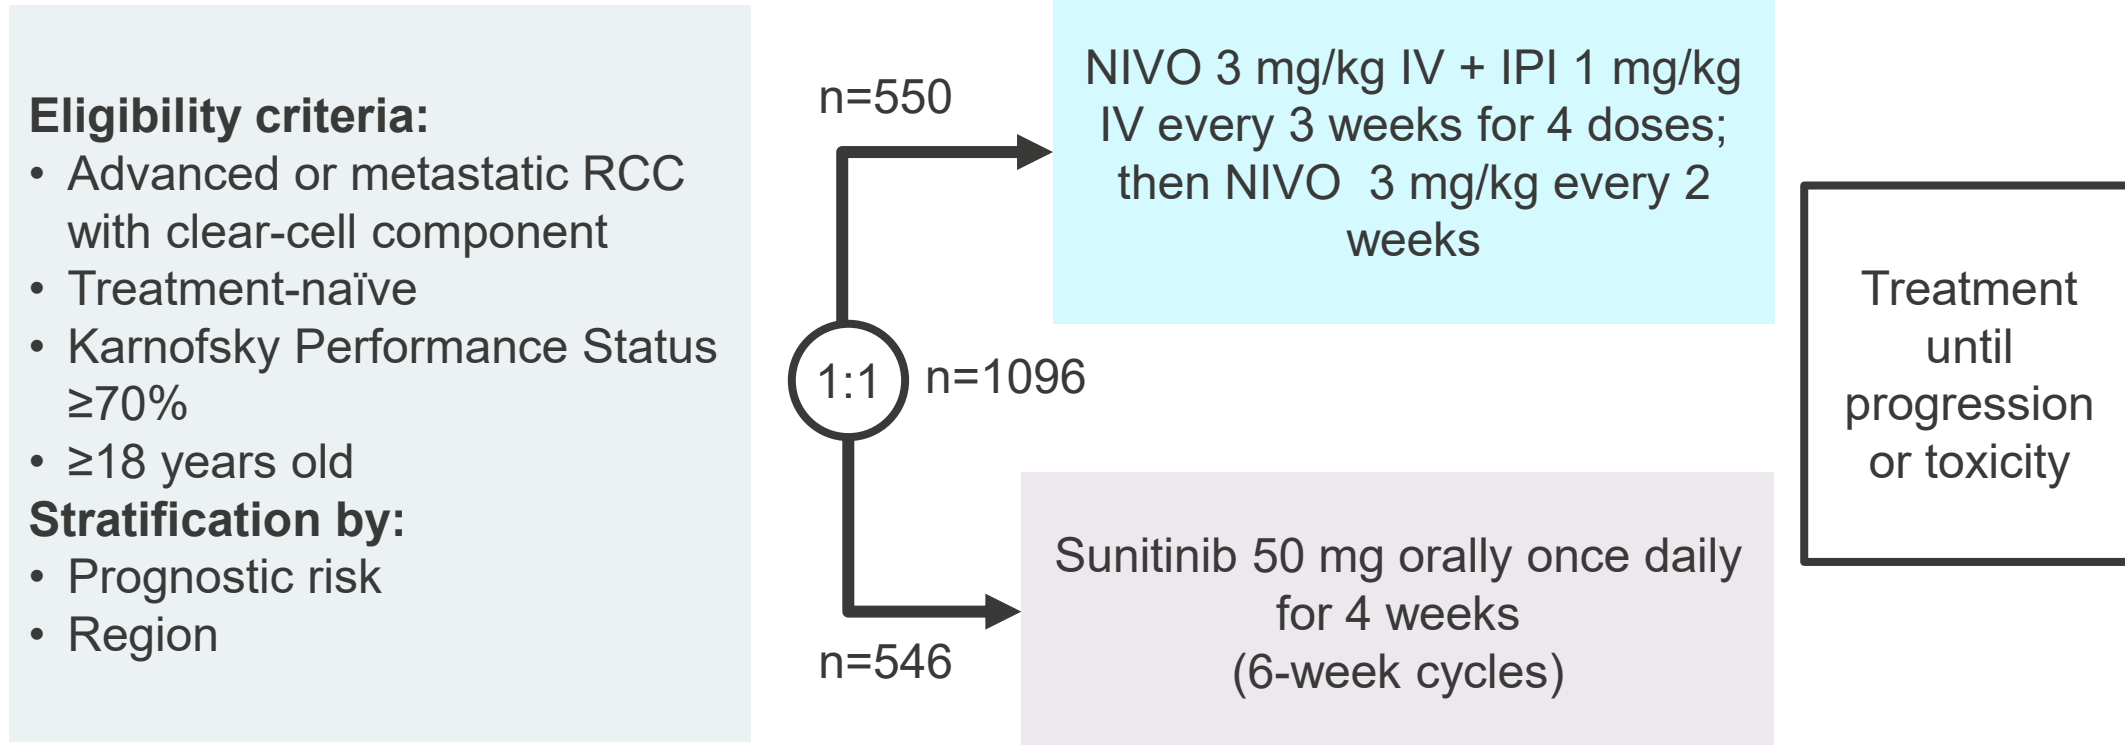 Eligibility criteria:
• Advanced or metastatic RCC
with clear-cell component
• Treatment-naïve
• Karnofsky Performance Status
≥70%
• ≥18 years old
Stratification by:
• Prognostic risk
• Region
n=550
1:1
n=1096
n=546
NIVO 3 mg/kg IV + IPI 1 mg/kg
IV every 3 weeks for 4 doses;
then NIVO  3 mg/kg every 2
weeks
Sunitinib 50 mg orally once daily
for 4 weeks
(6-week cycles)
Treatment
until
progression
or toxicity